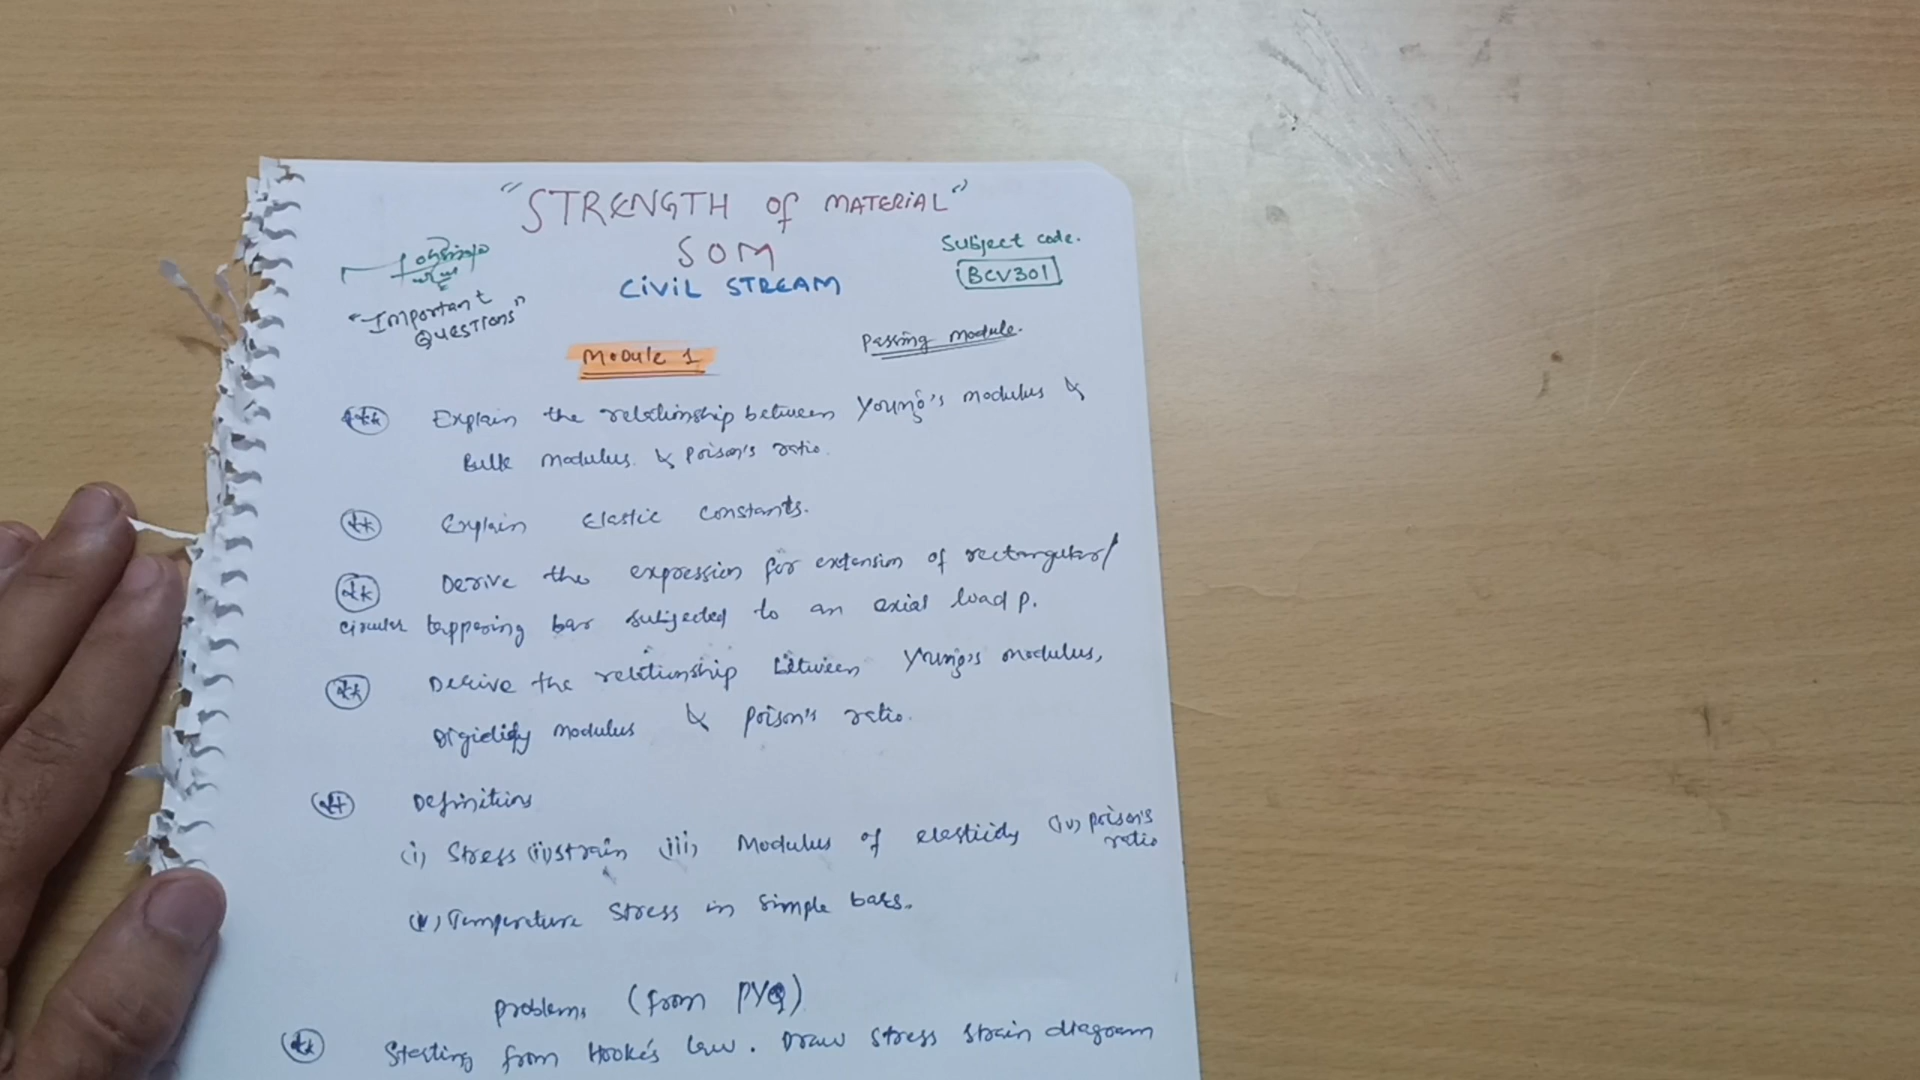 "STRENGTH of MATERIAL"
SOM
Subject code.
BCV301
CIVIL STREAM
"Important
Questions"
Passing module.
Module 1
Explain the relationship between Young's modulus &
Bulk modulus & Poison's ratio.
Explain Elastic constants.
Derive the expression for extension of rectangular/
circular tappering bar subjected to an axial load p.
Derive the relationship between Young's modulus,
Rigidity modulus & Poison's ratio.
Definitions
(i) Stress (ii) strain (iii) Modulus of elasticity (iv) Poison's
ratio
(v) Temperature stress in simple bars.
Problems (from PYQ)
Starting from Hooke's law. Draw stress strain diagram